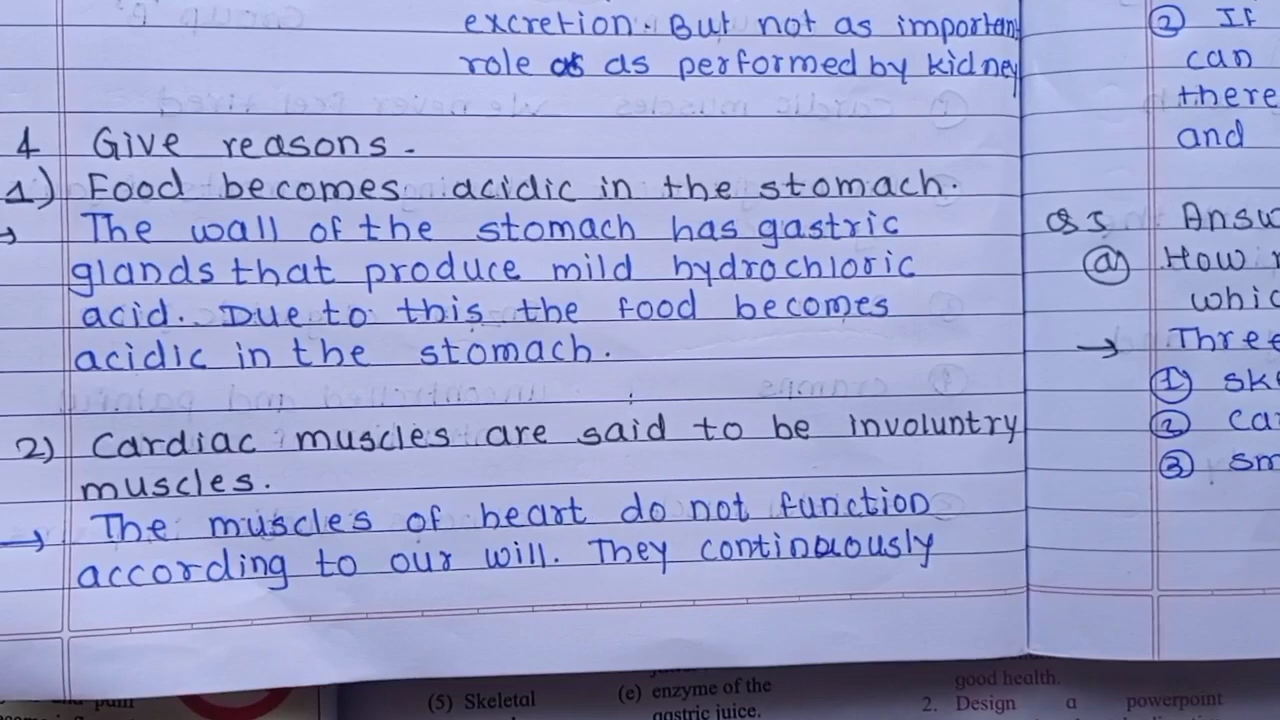 excretion. But not as important
role as as performed by kidney
4 Give reasons.
1) Food becomes acidic in the stomach.
→ The wall of the stomach has gastric
glands that produce mild hydrochloric
acid. Due to this the food becomes
acidic in the stomach.
2) Cardiac muscles are said to be involuntry
muscles.
→ The muscles of heart do not function
according to our will. They continuously
② If
can
there
and
Q5 Answ
ⓐ How
whic
→ Three
① sk
② ca
③ sm
pain
(5) Skeletal
(e) enzyme of the
gastric juice.
good health.
2. Design a powerpoint